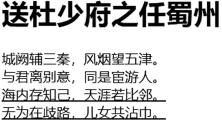 送杜少府之任蜀州
城阙辅三秦，风烟望五津。
与君离别意，同是宦游人。
海内存知己，天涯若比邻。
无为在歧路，儿女共沾巾。